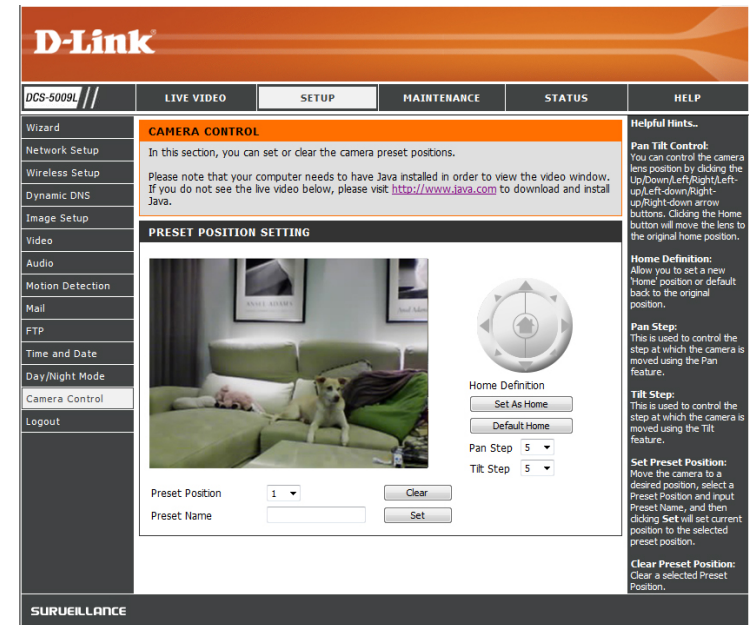 D-Link
DCS-5009L
LIVE VIDEO
SETUP
MAINTENANCE
STATUS
HELP
Wizard
Network Setup
Wireless Setup
Dynamic DNS
Image Setup
Video
Audio
Motion Detection
Mail
FTP
Time and Date
Day/Night Mode
Camera Control
Logout
CAMERA CONTROL
In this section, you can set or clear the camera preset positions.
Please note that your computer needs to have Java installed in order to view the video window.
If you do not see the live video below, please visit http://www.java.com to download and install
Java.
PRESET POSITION SETTING
ANSEL ADAMS
Home Definition
Set As Home
Default Home
Pan Step 5
Tilt Step 5
Preset Position 1 Clear
Preset Name Set
Helpful Hints..
Pan Tilt Control:
You can control the camera
lens position by clicking the
Up/Down/Left/Right/Left-
up/Left-down/Right-
up/Right-down arrow
buttons. Clicking the Home
button will move the lens to
the original home position.
Home Definition:
Allow you to set a new
'Home' position or default
back to the original
position.
Pan Step:
This is used to control the
step at which the camera is
moved using the Pan
feature.
Tilt Step:
This is used to control the
step at which the camera is
moved using the Tilt
feature.
Set Preset Position:
Move the camera to a
desired position, select a
Preset Position and input
Preset Name, and then
clicking Set will set current
position to the selected
preset position.
Clear Preset Position:
Clear a selected Preset
Position.
SURVEILLANCE